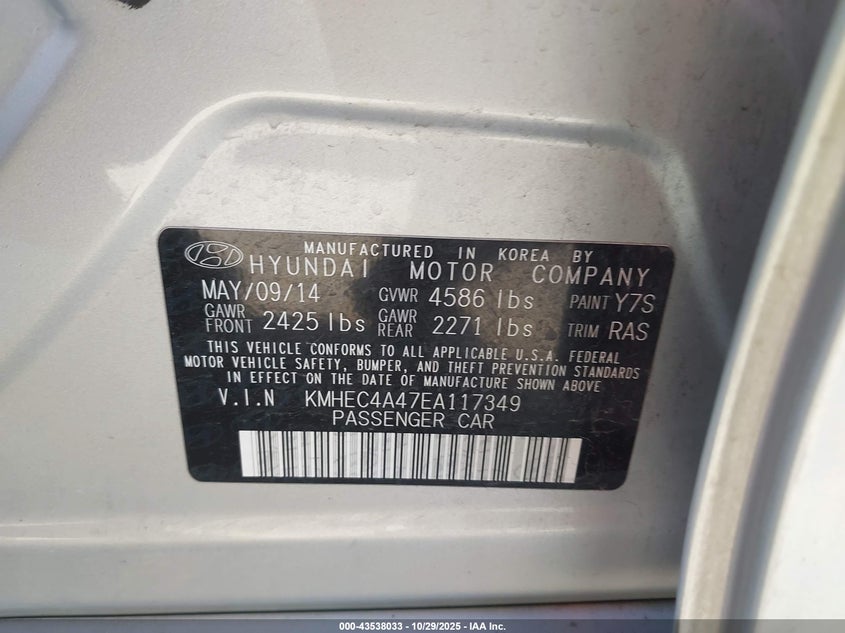 MANUFACTURED IN KOREA BY
HYUNDAI MOTOR COMPANY
MAY/09/14 GVWR 4586 lbs PAINT Y7S
GAWR FRONT 2425 lbs GAWR REAR 2271 lbs TRIM RAS
THIS VEHICLE CONFORMS TO ALL APPLICABLE U.S.A. FEDERAL
MOTOR VEHICLE SAFETY, BUMPER, AND THEFT PREVENTION STANDARDS
IN EFFECT ON THE DATE OF MANUFACTURE SHOWN ABOVE
V.I.N KMHEC4A47EA117349
PASSENGER CAR
000-43538033 - 10/29/2025 - IAA Inc.